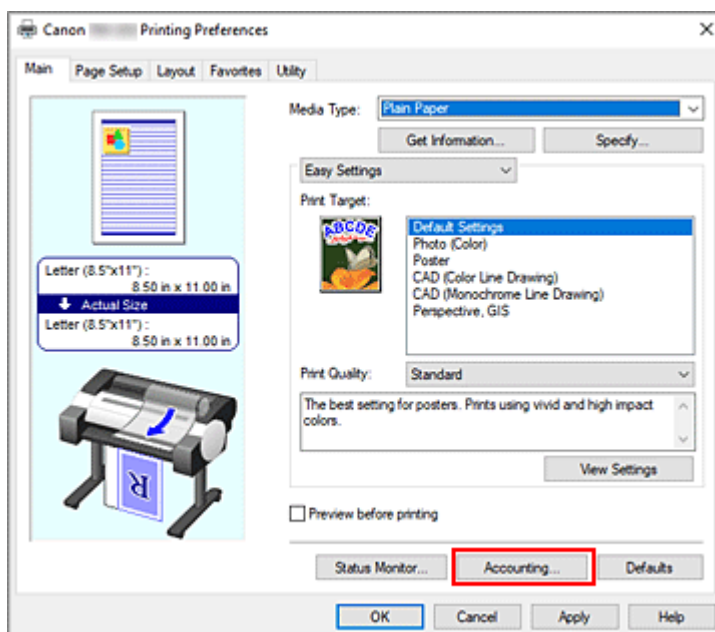 Canon Printing Preferences
Main Page Setup Layout Favorites Utility
Media Type: Plain Paper
Get Information... Specify...
Easy Settings
Print Target:
ABCDE
Default Settings
Photo (Color)
Poster
CAD (Color Line Drawing)
CAD (Monochrome Line Drawing)
Perspective, GIS
Letter (8.5"x11") :
8.50 in x 11.00 in
Actual Size
Letter (8.5"x11") :
8.50 in x 11.00 in
R
Print Quality: Standard
The best setting for posters. Prints using vivid and high impact
colors.
View Settings
Preview before printing
Status Monitor... Accounting... Defaults
OK Cancel Apply Help